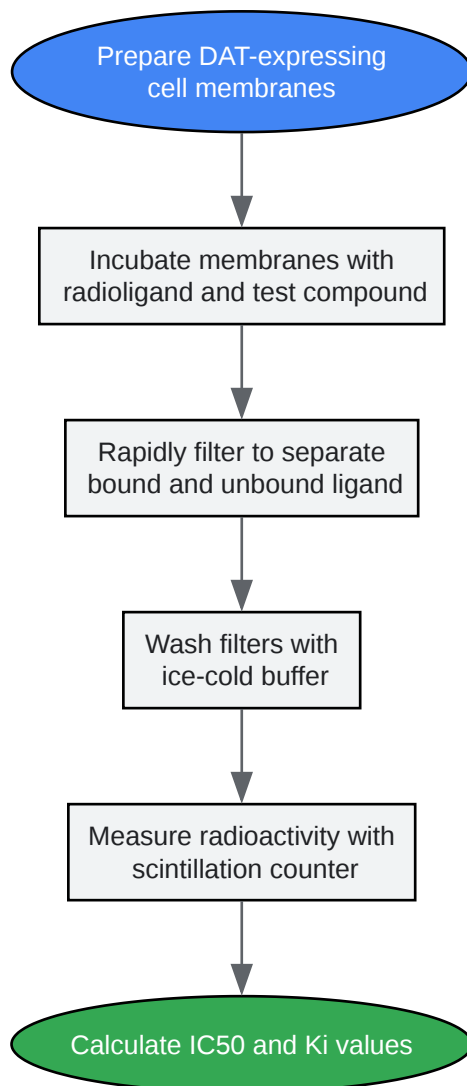 Prepare DAT-expressing
cell membranes
Incubate membranes with
radioligand and test compound
Rapidly filter to separate
bound and unbound ligand
Wash filters with
ice-cold buffer
Measure radioactivity with
scintillation counter
Calculate IC50 and Ki values